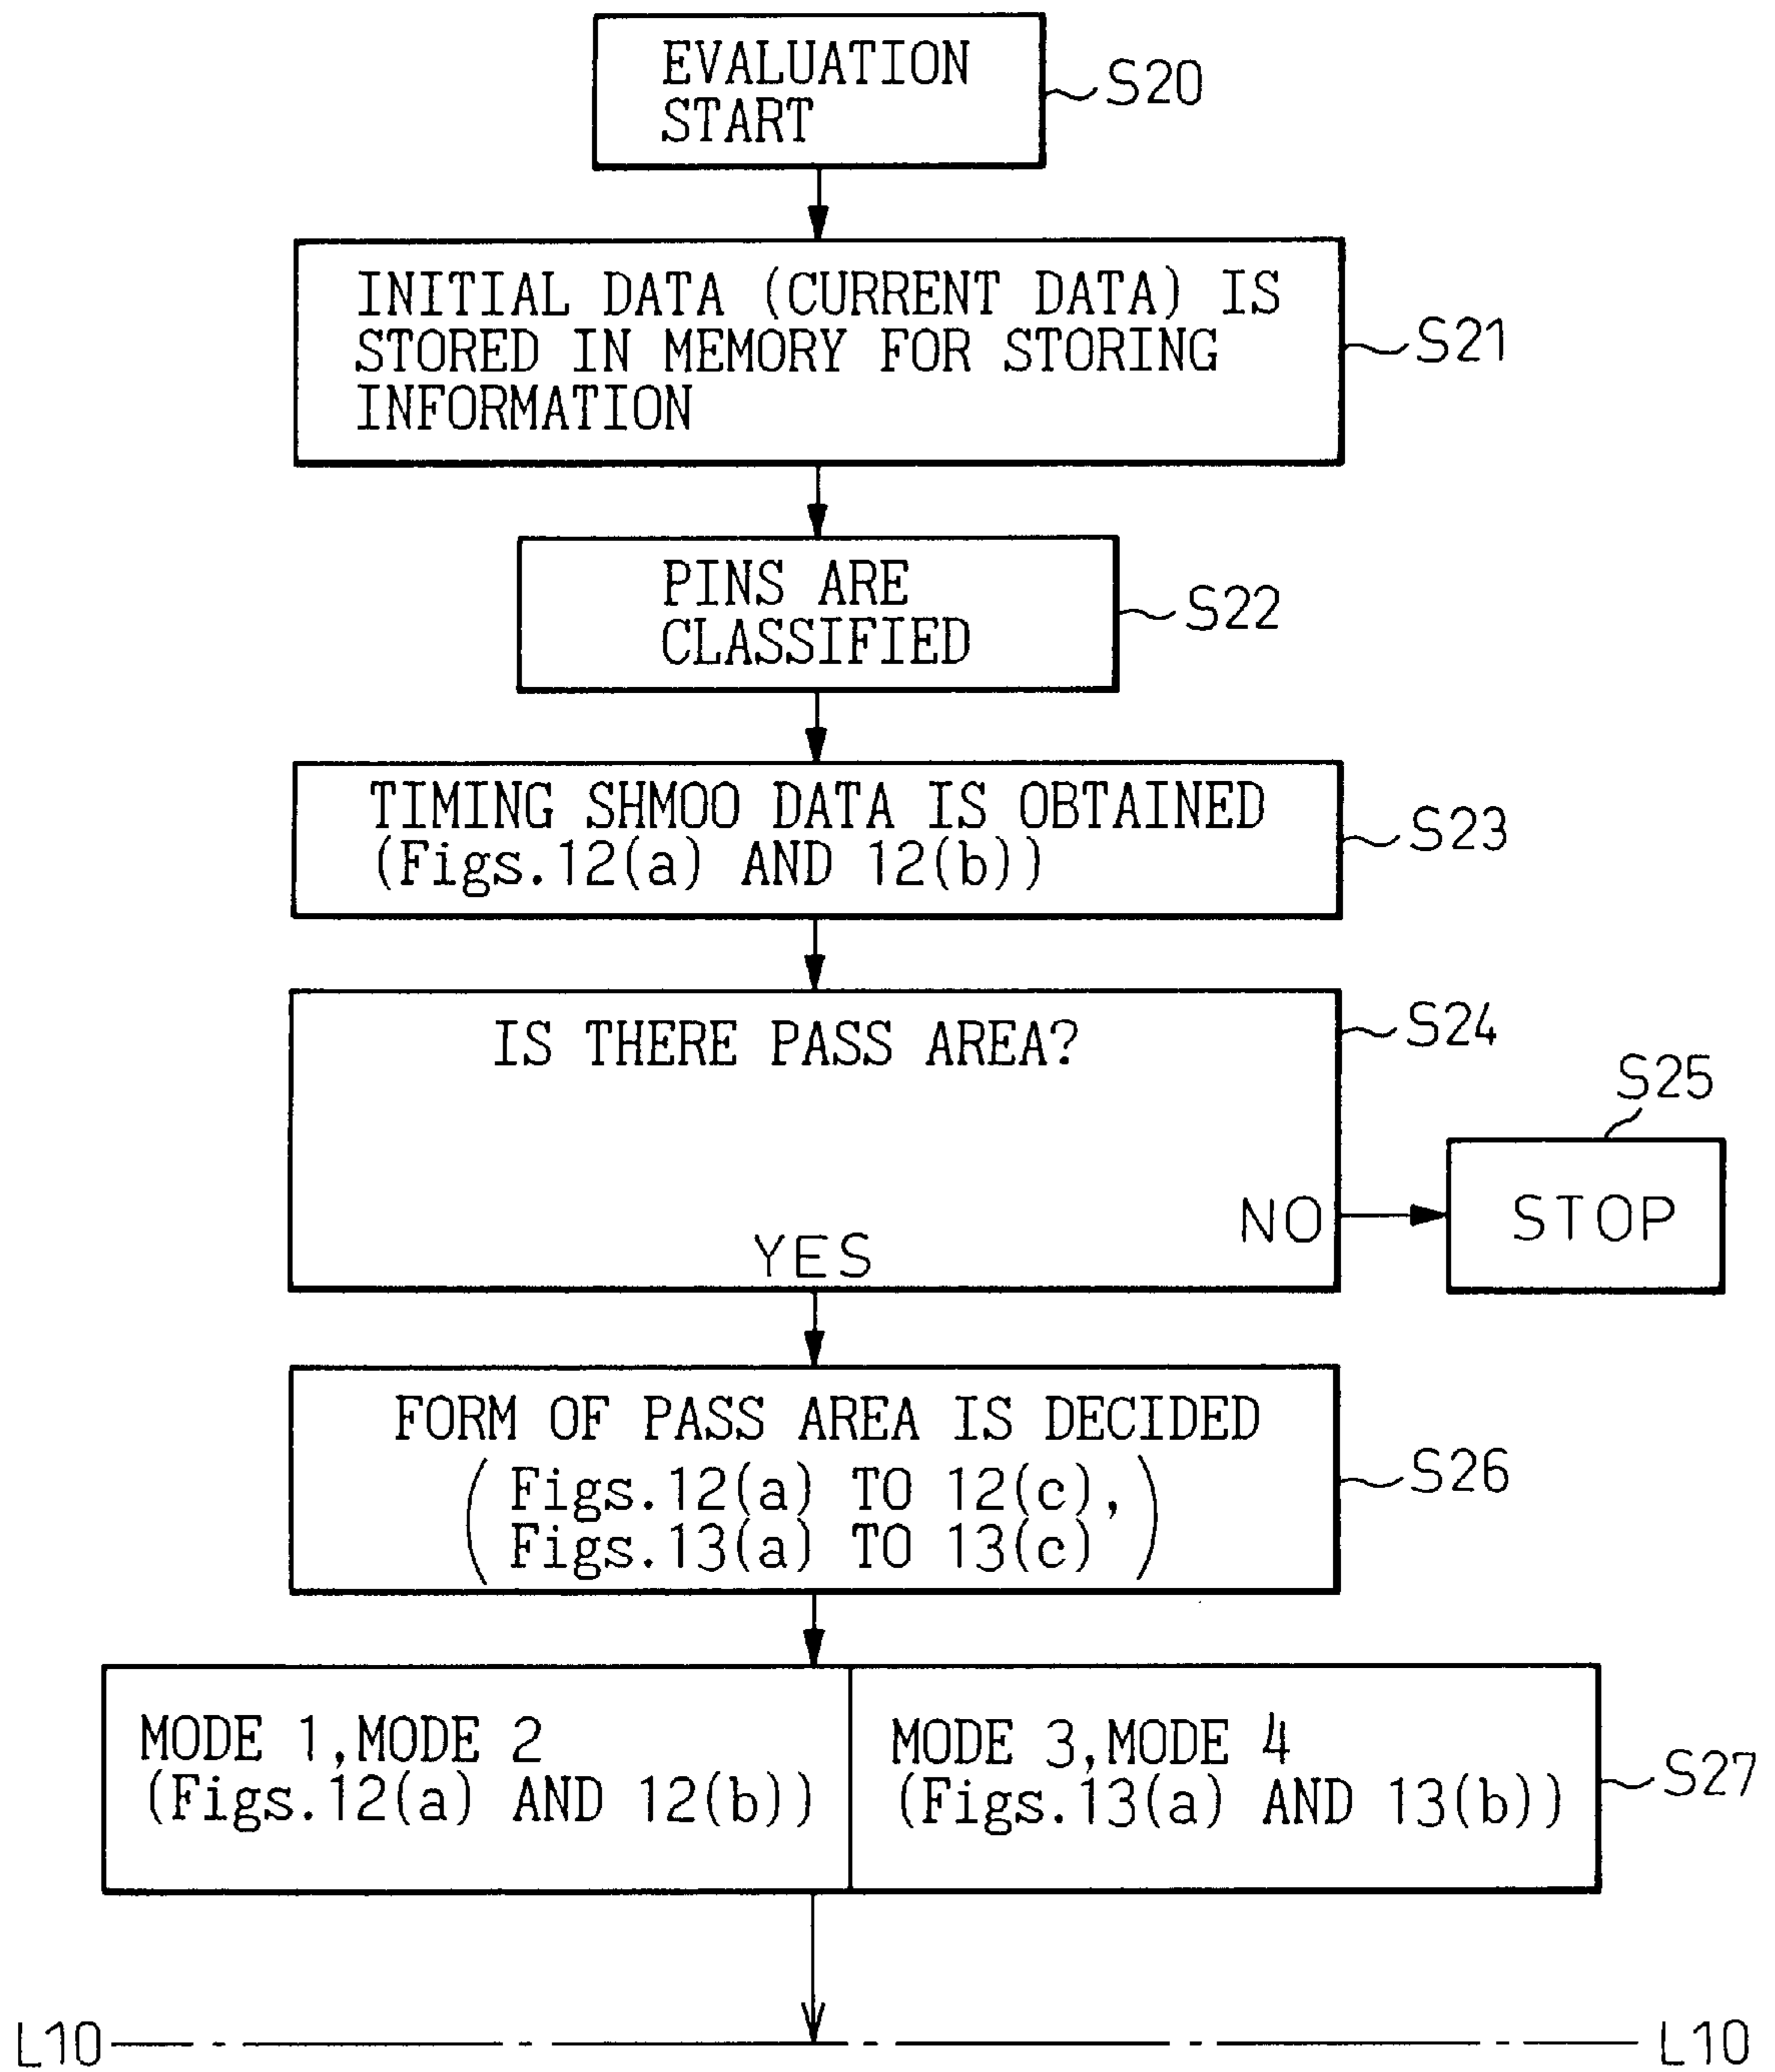 EVALUATION
START
S20
INITIAL DATA (CURRENT DATA) IS
STORED IN MEMORY FOR STORING
INFORMATION
S21
PINS ARE
CLASSIFIED
S22
TIMING SHMOO DATA IS OBTAINED
(Figs.12(a) AND 12(b))
S23
IS THERE PASS AREA?
S24
S25
NO
STOP
YES
FORM OF PASS AREA IS DECIDED
(Figs.12(a) TO 12(c),
Figs.13(a) TO 13(c))
S26
MODE 1,MODE 2
(Figs.12(a) AND 12(b))
MODE 3,MODE 4
(Figs.13(a) AND 13(b))
S27
L10
L10